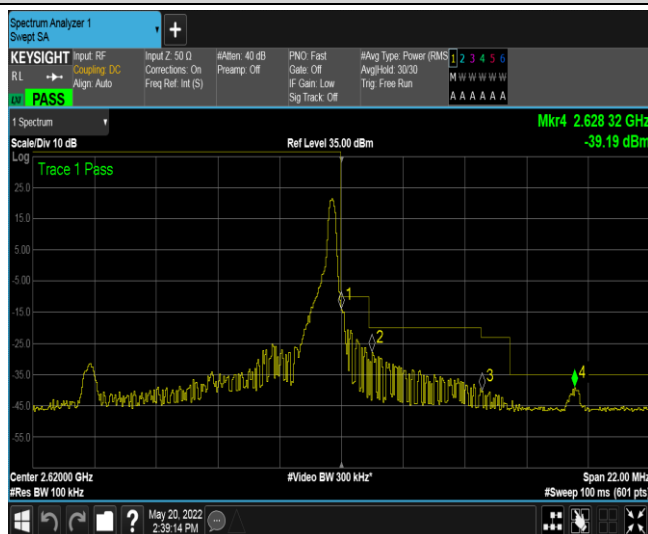 Spectrum Analyzer 1
Swept SA
KEYSIGHT
RL
LXI PASS
Input: RF
Coupling: DC
Align: Auto
Input Z: 50 Ω
Corrections: On
Freq Ref: Int (S)
#Atten: 40 dB
Preamp: Off
PNO: Fast
Gate: Off
IF Gain: Low
Sig Track: Off
#Avg Type: Power (RMS
Avg|Hold: 30/30
Trig: Free Run
1 2 3 4 5 6
M W W W W W
A A A A A A
1 Spectrum
Mkr4 2.628 32 GHz
Scale/Div 10 dB
Ref Level 35.00 dBm
-39.19 dBm
Log
Trace 1 Pass
25.0
15.0
5.00
-5.00
-15.0
-25.0
-35.0
-45.0
-55.0
1
2
3
4
Center 2.62000 GHz
#Video BW 300 kHz*
Span 22.00 MHz
#Res BW 100 kHz
#Sweep 100 ms (601 pts)
?
May 20, 2022
2:39:14 PM